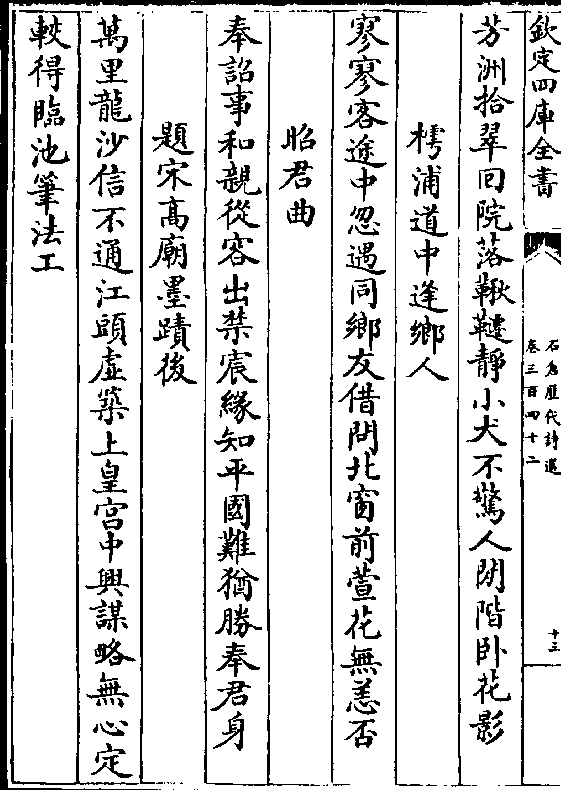 欽定四庫全書
石倉歷代詩選
卷三百四十二
十三
芳洲拾翠回院落鞦韆靜小犬不驚人閉階卧花影
樗浦道中逢鄉人
寥寥客途中忽遇同鄉友借問北窗前萱花無恙否
昭君曲
奉詔事和親從容出禁宸緣知平國難猶勝奉君身
題宋髙廟墨蹟後
萬里龍沙信不通江頭虛築上皇宮中興謀略無心定
較得臨池筆法工